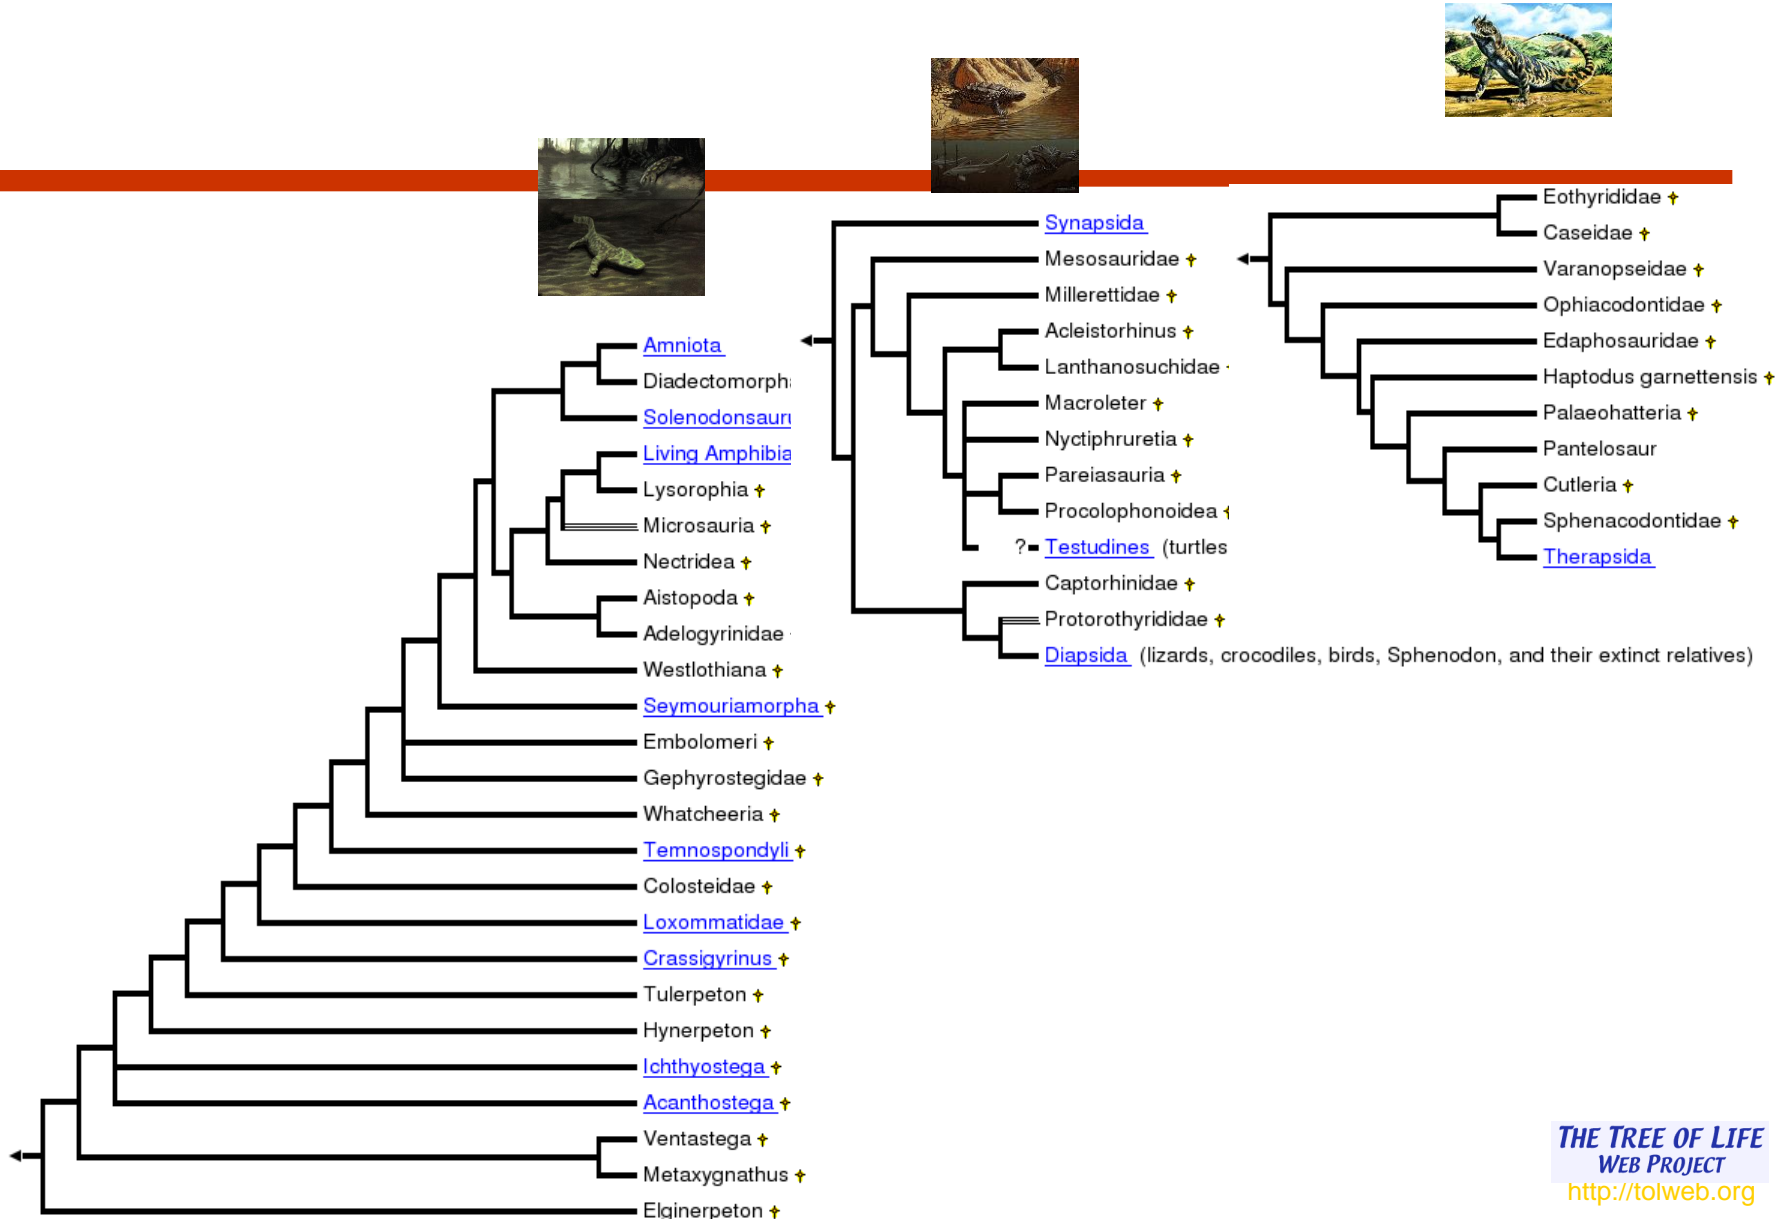 Amniota
Diadectomorph
Solenodonsaur
Living Amphibia
Lysorophia
Microsauria
Nectridea
Aistopoda
Adelogyrinidae
Westlothiana
Seymouriamorpha
Embolomeri
Gephyrostegidae
Whatcheeria
Temnospondyli
Colosteidae
Loxommatidae
Crassigyrinus
Tulerpeton
Hynerpeton
Ichthyostega
Acanthostega
Ventastega
Metaxygnathus
Elginerpeton
Synapsida
Mesosauridae
Millerettidae
Acleistorhinus
Lanthanosuchidae
Macroleter
Nyctiphruretia
Pareiasauria
Procolophonoidea
? Testudines (turtles
Captorhinidae
Protorothyrididae
Diapsida (lizards, crocodiles, birds, Sphenodon, and their extinct relatives)
Eothyrididae
Caseidae
Varanopseidae
Ophiacodontidae
Edaphosauridae
Haptodus garnettensis
Palaeohatteria
Pantelosaur
Cutleria
Sphenacodontidae
Therapsida
THE TREE OF LIFE
WEB PROJECT
http://tolweb.org